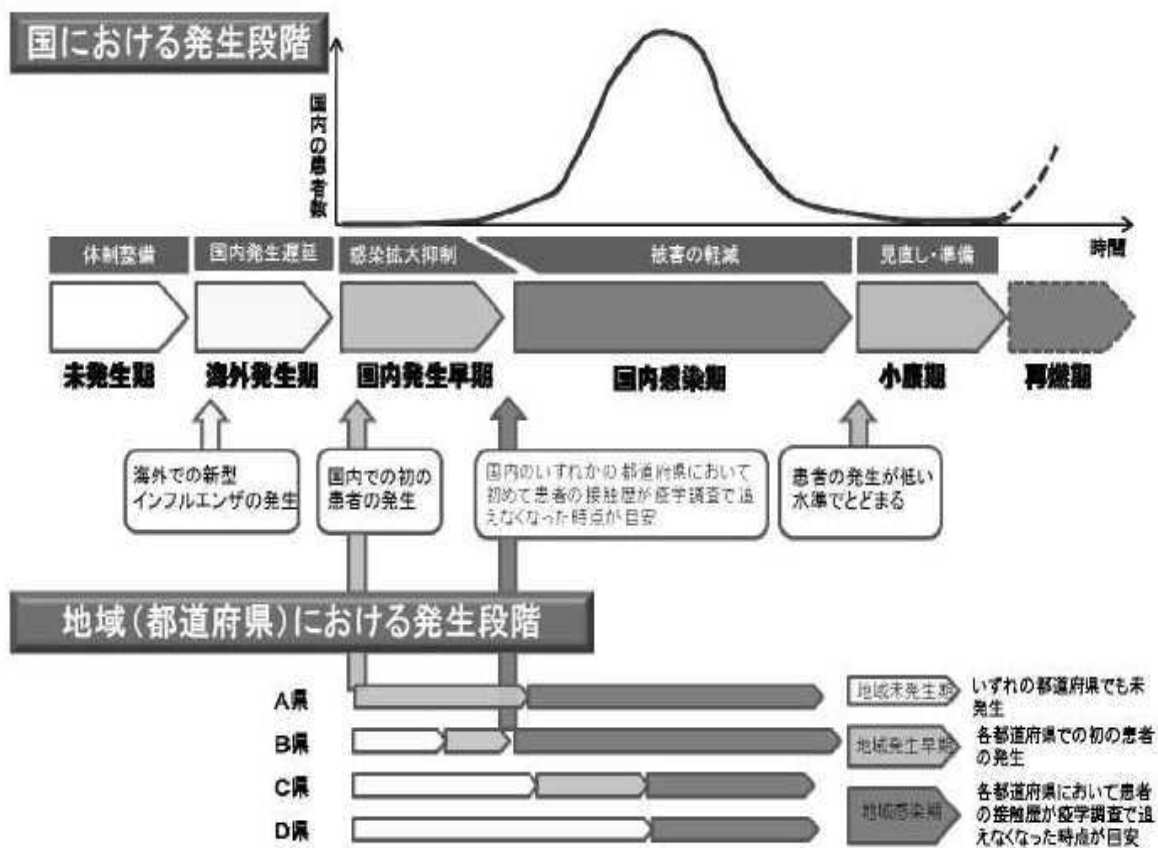 国における発生段階
国内の患者数
時間
体制整備
国内発生遅延
感染拡大抑制
被害の軽減
見直し・準備
未発生期
海外発生期
国内発生早期
国内感染期
小康期
再燃期
海外での新型
インフルエンザの発生
国内での初の
患者の発生
国内のいずれかの都道府県において
初めて患者の接触歴が疫学調査で追
えなくなった時点が目安
患者の発生が低い
水準でとどまる
地域(都道府県)における発生段階
A県
B県
C県
D県
地域未発生期
いずれの都道府県でも未
発生
地域発生早期
各都道府県での初の患者
の発生
地域感染期
各都道府県において患者
の接触歴が疫学調査で追
えなくなった時点が目安